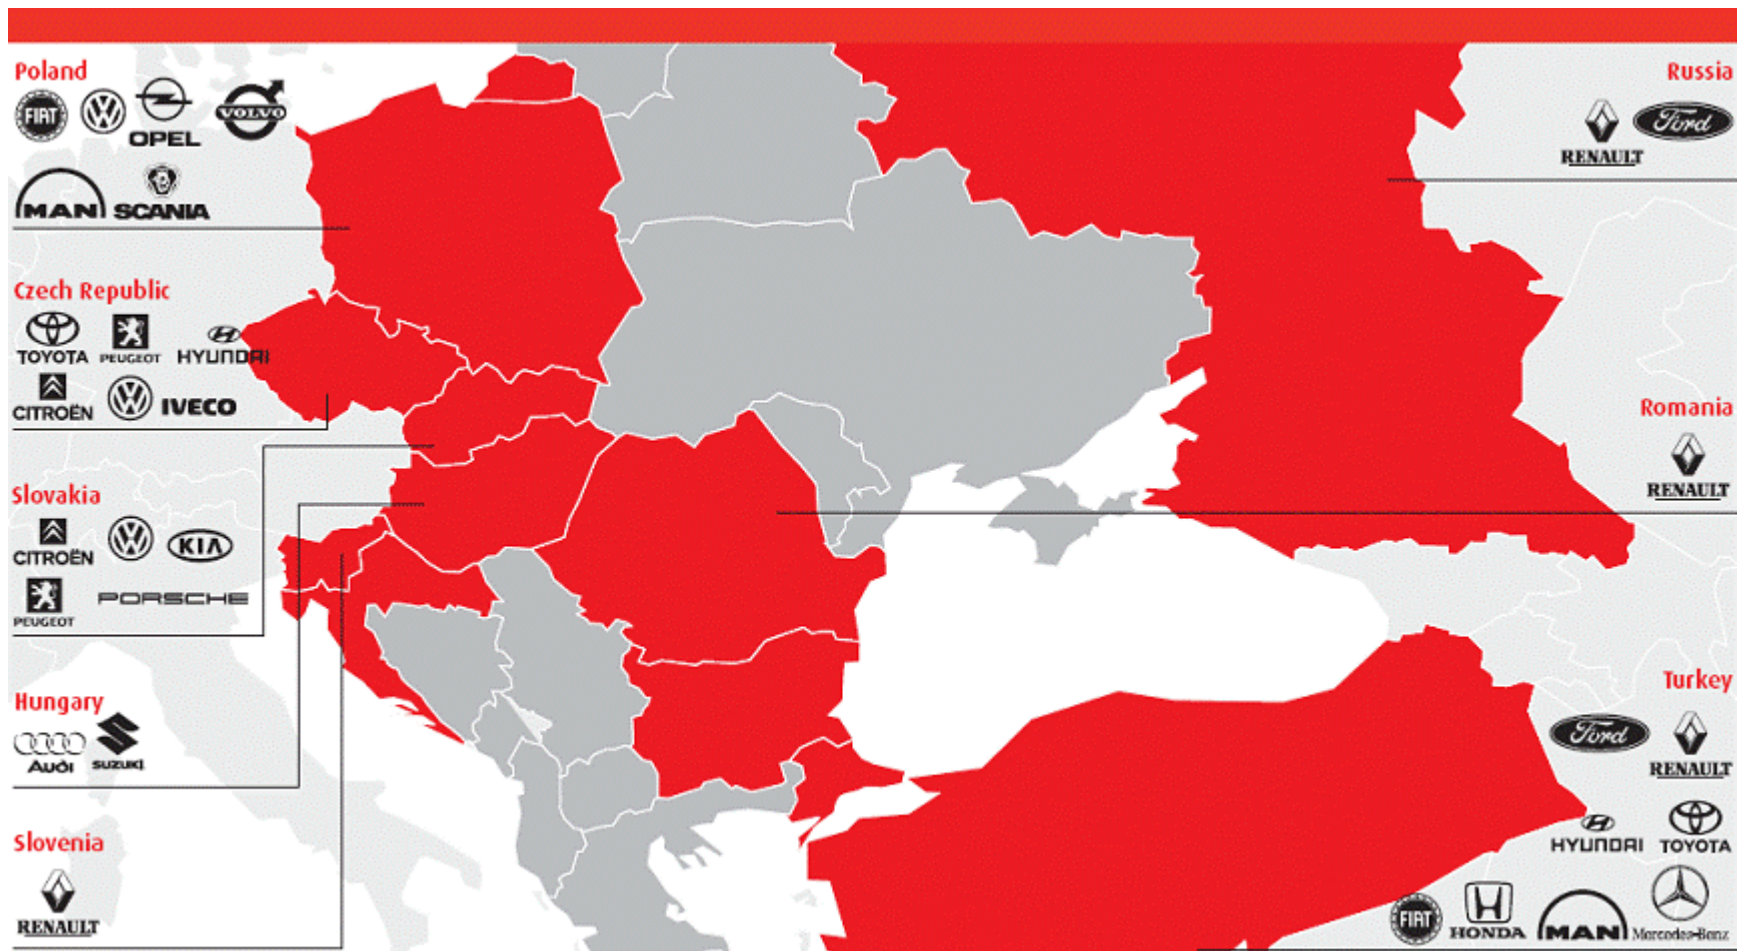 Poland
FIAT
OPEL
VOLVO
MAN SCANIA
Czech Republic
TOYOTA PEUGEOT HYUNDAI
CITROËN IVECO
Slovakia
CITROËN KIA
PEUGEOT PORSCHE
Hungary
Audi SUZUKI
Slovenia
RENAULT
Russia
RENAULT Ford
Romania
RENAULT
Turkey
Ford RENAULT
HYUNDAI TOYOTA
FIAT HONDA MAN Mercedes-Benz